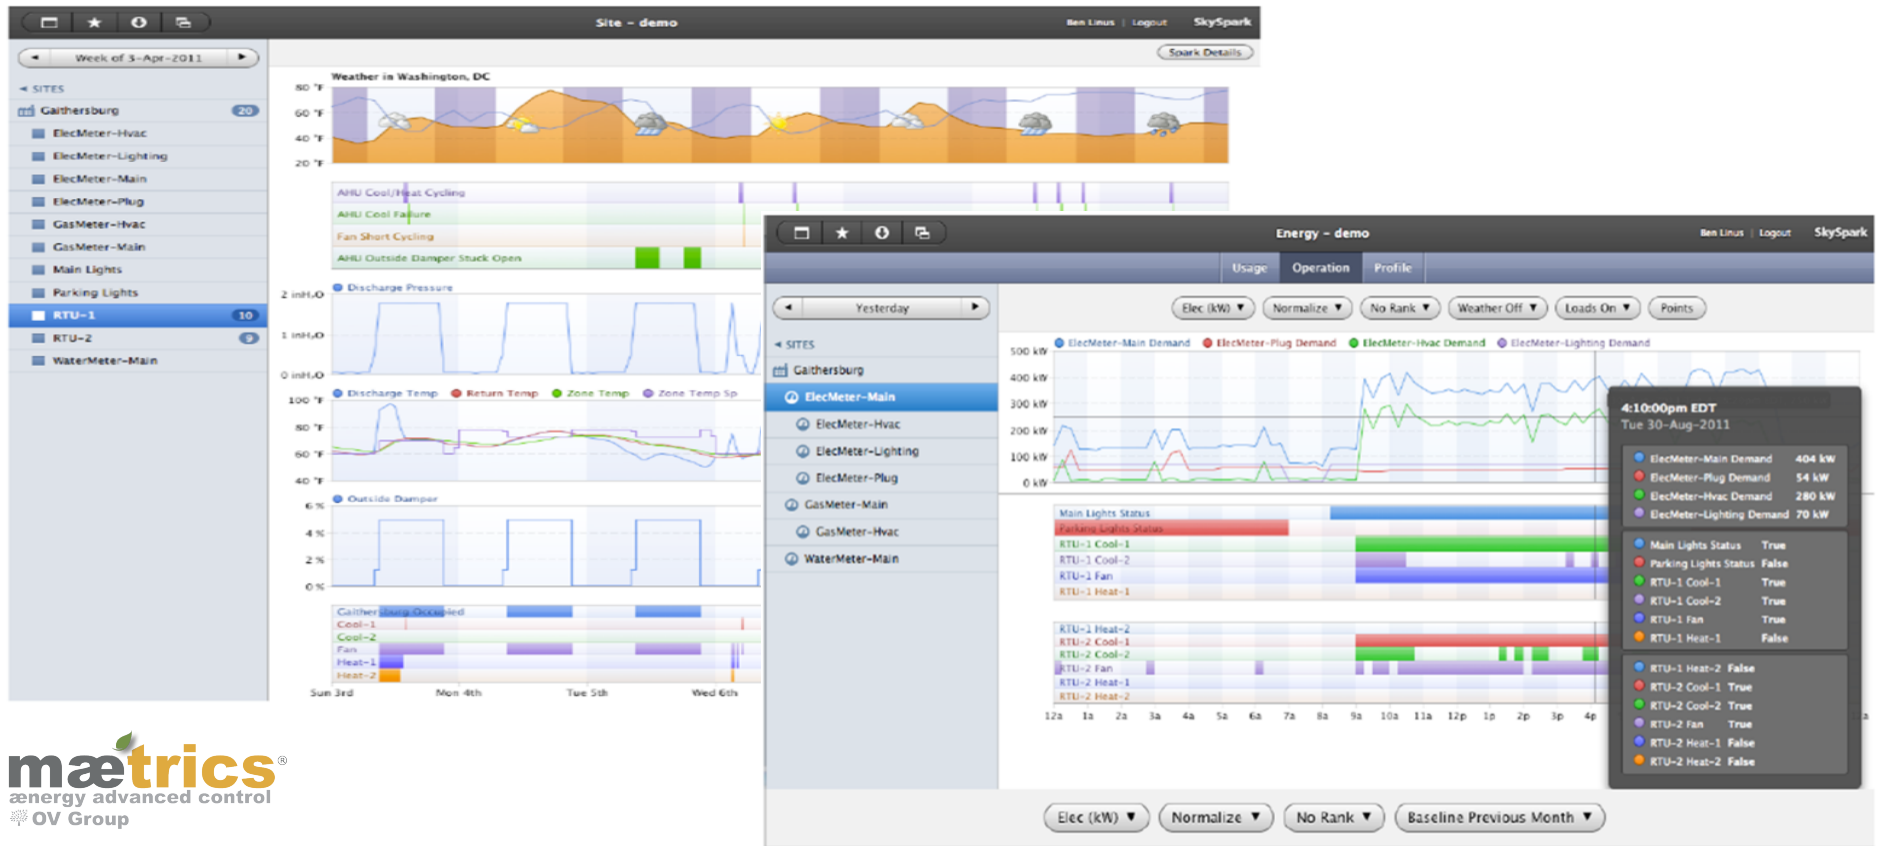 Site - demo
Ben Linus | Logout SkySpark
Week of 3-Apr-2011
Spark Details
SITES
Gaithersburg 20
ElecMeter-Hvac
ElecMeter-Lighting
ElecMeter-Main
ElecMeter-Plug
GasMeter-Hvac
GasMeter-Main
Main Lights
Parking Lights
RTU-1 10
RTU-2 9
WaterMeter-Main
Weather in Washington, DC
80 °F
60 °F
40 °F
20 °F
AHU Cool/Heat Cycling
AHU Cool Failure
Fan Short Cycling
AHU Outside Damper Stuck Open
Discharge Pressure
2 inH₂O
1 inH₂O
0 inH₂O
Discharge Temp Return Temp Zone Temp Zone Temp Sp
100 °F
80 °F
60 °F
40 °F
Outside Damper
6 %
4 %
2 %
0 %
Gaithersburg Occupied
Cool-1
Cool-2
Fan
Heat-1
Heat-2
Sun 3rd Mon 4th Tue 5th Wed 6th
Energy - demo
Ben Linus | Logout SkySpark
Usage Operation Profile
Yesterday
Elec (kW) Normalize No Rank Weather Off Loads On Points
SITES
Gaithersburg
ElecMeter-Main
ElecMeter-Hvac
ElecMeter-Lighting
ElecMeter-Plug
GasMeter-Main
GasMeter-Hvac
WaterMeter-Main
ElecMeter-Main Demand ElecMeter-Plug Demand ElecMeter-Hvac Demand ElecMeter-Lighting Demand
500 kW
400 kW
300 kW
200 kW
100 kW
0 kW
Main Lights Status
Parking Lights Status
RTU-1 Cool-1
RTU-1 Cool-2
RTU-1 Fan
RTU-1 Heat-1
RTU-1 Heat-2
RTU-2 Cool-1
RTU-2 Cool-2
RTU-2 Fan
RTU-2 Heat-1
RTU-2 Heat-2
12a 1a 2a 3a 4a 5a 6a 7a 8a 9a 10a 11a 12p 1p 2p 3p 4p
4:10:00pm EDT
Tue 30-Aug-2011
ElecMeter-Main Demand 404 kW
ElecMeter-Plug Demand 54 kW
ElecMeter-Hvac Demand 280 kW
ElecMeter-Lighting Demand 70 kW
Main Lights Status True
Parking Lights Status False
RTU-1 Cool-1 True
RTU-1 Cool-2 True
RTU-1 Fan True
RTU-1 Heat-1 False
RTU-1 Heat-2 False
RTU-2 Cool-1 True
RTU-2 Cool-2 True
RTU-2 Fan True
RTU-2 Heat-1 False
RTU-2 Heat-2 False
Elec (kW) Normalize No Rank Baseline Previous Month
mætrics®
ænergy advanced control
OV Group